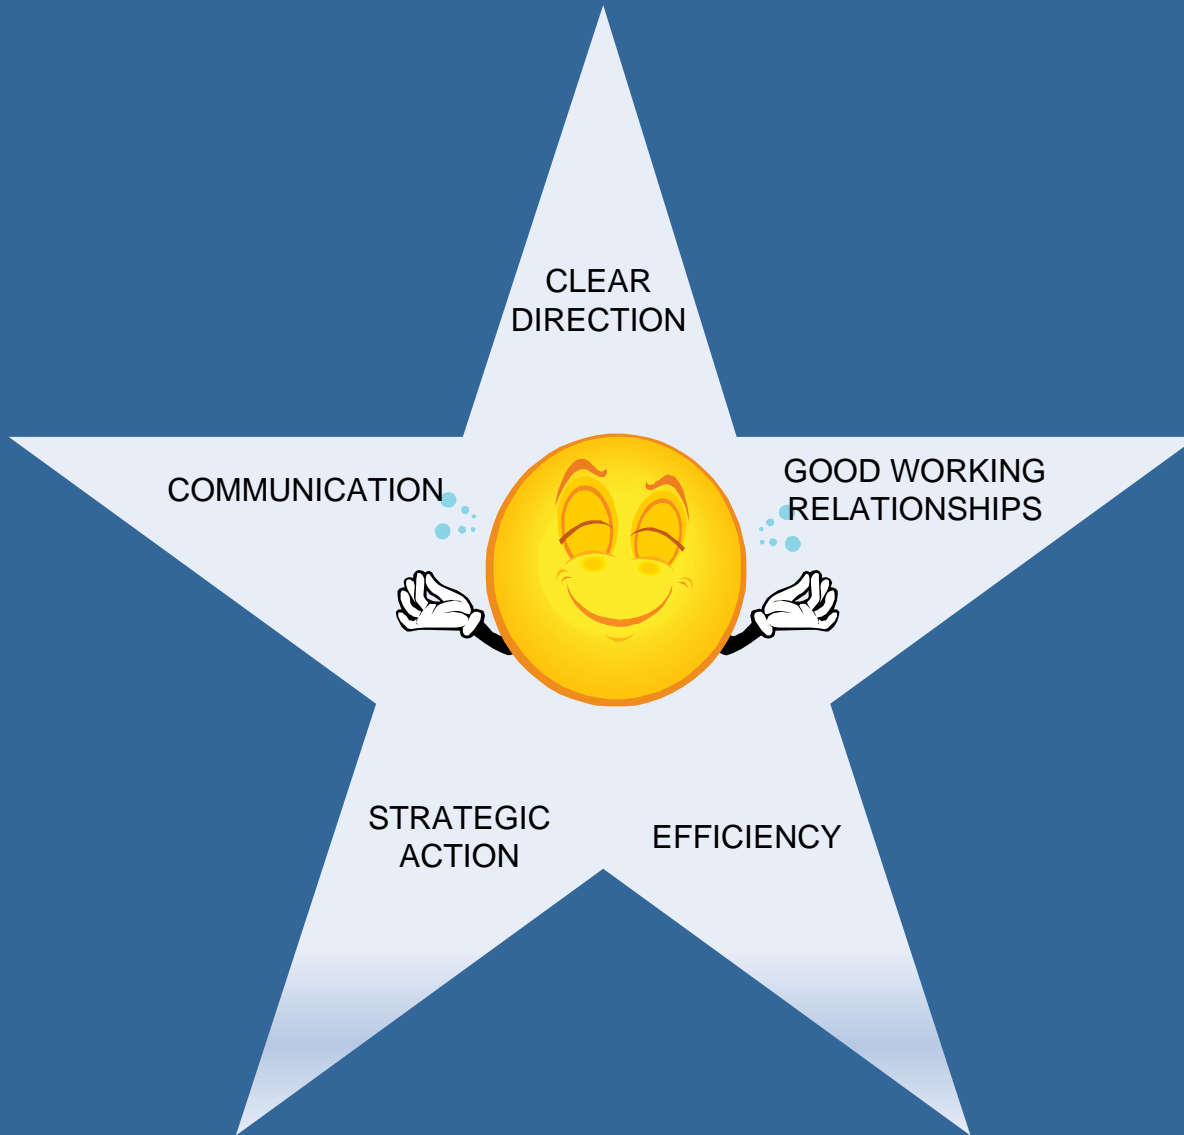 CLEAR
DIRECTION
COMMUNICATION
GOOD WORKING
RELATIONSHIPS
STRATEGIC
ACTION
EFFICIENCY